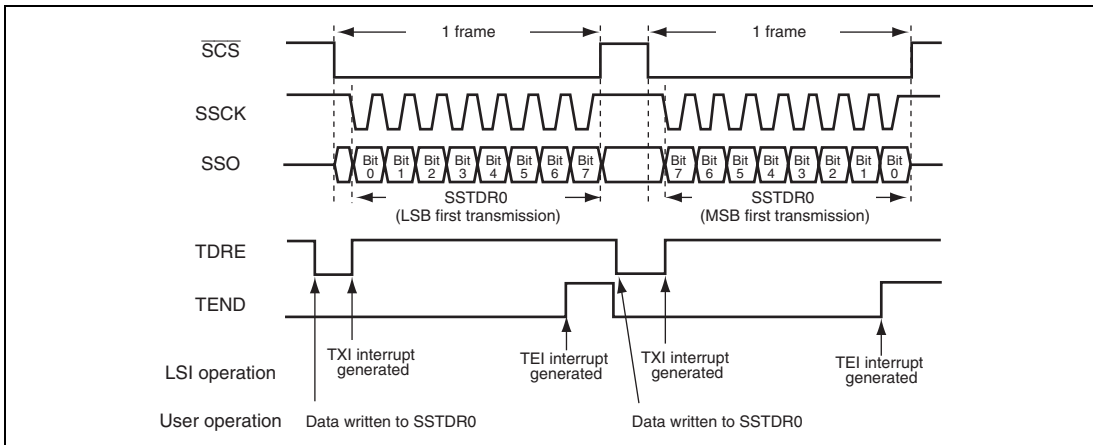 1 frame 1 frame
SCS
SSCK
SSO
Bit 0 Bit 1 Bit 2 Bit 3 Bit 4 Bit 5 Bit 6 Bit 7 Bit 7 Bit 6 Bit 5 Bit 4 Bit 3 Bit 2 Bit 1 Bit 0
SSTDR0 SSTDR0
(LSB first transmission) (MSB first transmission)
TDRE
TEND
LSI operation
TXI interrupt generated
TEI interrupt generated
TXI interrupt generated
TEI interrupt generated
User operation
Data written to SSTDR0 Data written to SSTDR0